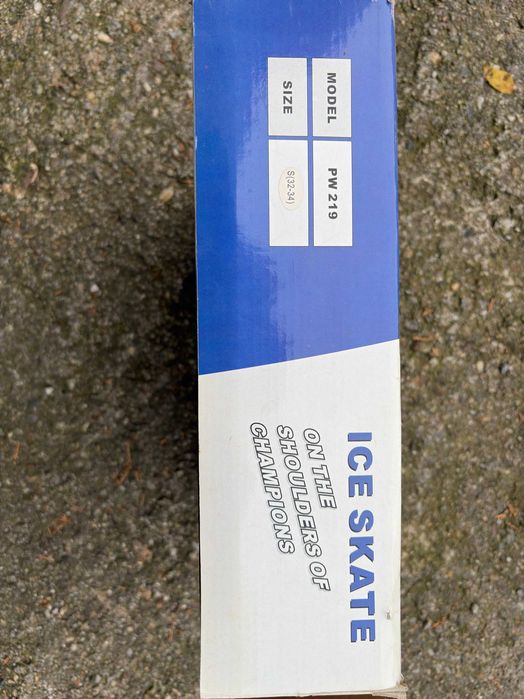 MODEL PW 219
SIZE S(32-34)
ICE SKATE
ON THE
SHOULDERS OF
CHAMPIONS